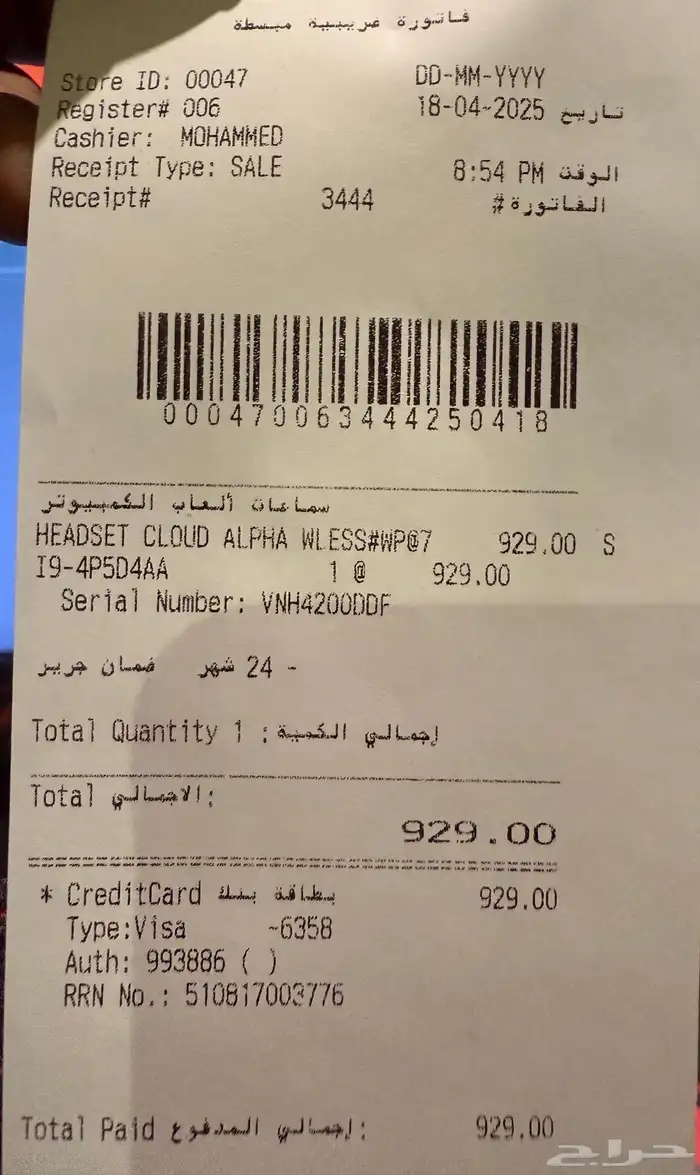 فاتورة ضريبية مبسطة
Store ID: 00047 DD-MM-YYYY
Register# 006 18-04-2025 تاريخ
Cashier: MOHAMMED
Receipt Type: SALE 8:54 PM الوقت
Receipt# 3444 الفاتورة #
00047006344425041​8
سماعات ألعاب الكمبيوتر
HEADSET CLOUD ALPHA WLESS#WP@7 929.00 S
I9-4P5D4AA 1 @ 929.00
Serial Number: VNH4200DDF
ضمان جرير 24 شهر -
Total Quantity 1 : إجمالي الكمية
Total الاجمالي:
929.00
* CreditCard بطاقة بنك 929.00
Type:Visa ~6358
Auth: 993886 ( )
RRN No.: 510817003776
Total Paid إجمالي المدفوع: 929.00
حراج